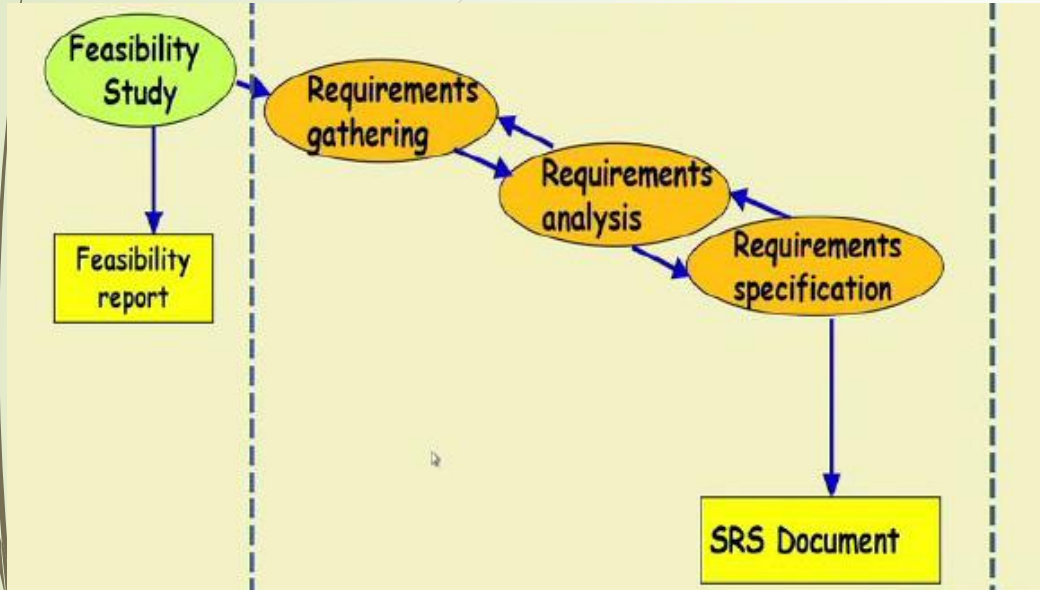 Feasibility
Study
Requirements
gathering
Requirements
analysis
Requirements
specification
Feasibility
report
SRS Document